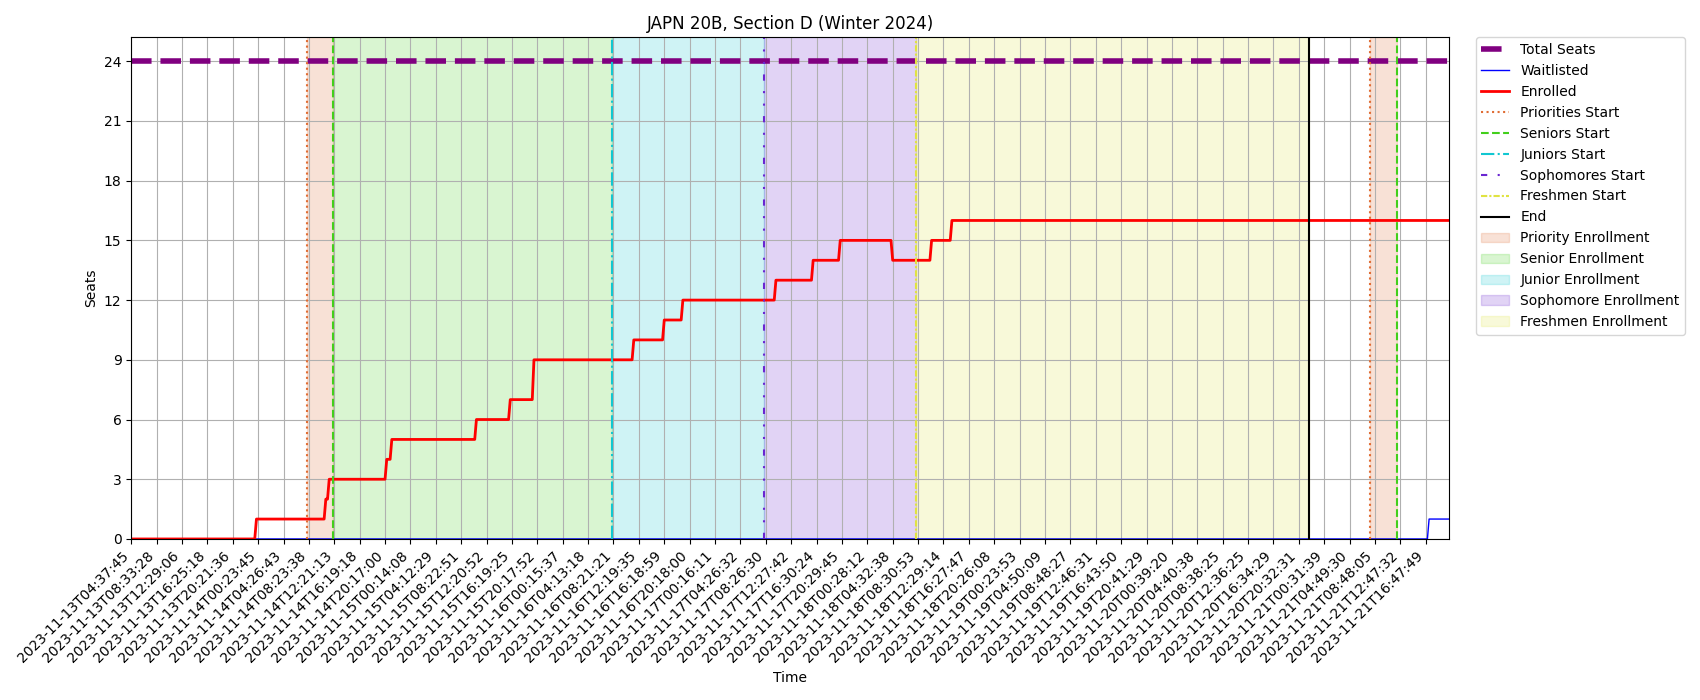 JAPN 20B, Section D (Winter 2024)
Seats
24
21
18
15
12
9
6
3
0
2023-11-13T04:37:45
2023-11-13T08:33:28
2023-11-13T12:29:06
2023-11-13T16:25:18
2023-11-13T20:21:36
2023-11-14T00:23:45
2023-11-14T04:26:43
2023-11-14T08:23:38
2023-11-14T12:21:13
2023-11-14T16:19:18
2023-11-14T20:17:00
2023-11-15T00:14:08
2023-11-15T04:12:29
2023-11-15T08:22:51
2023-11-15T12:20:52
2023-11-15T16:19:25
2023-11-15T20:17:52
2023-11-16T00:15:37
2023-11-16T04:13:18
2023-11-16T08:21:21
2023-11-16T12:19:35
2023-11-16T16:18:59
2023-11-16T20:18:00
2023-11-17T00:16:11
2023-11-17T04:26:32
2023-11-17T08:26:30
2023-11-17T12:27:42
2023-11-17T16:30:24
2023-11-17T20:29:45
2023-11-18T00:28:12
2023-11-18T04:32:38
2023-11-18T08:30:53
2023-11-18T12:29:14
2023-11-18T16:27:47
2023-11-18T20:26:08
2023-11-19T00:23:53
2023-11-19T04:50:09
2023-11-19T08:48:27
2023-11-19T12:46:31
2023-11-19T16:43:50
2023-11-19T20:41:29
2023-11-20T00:39:20
2023-11-20T04:40:38
2023-11-20T08:38:25
2023-11-20T12:36:25
2023-11-20T16:34:29
2023-11-20T20:32:31
2023-11-21T00:31:39
2023-11-21T04:49:30
2023-11-21T08:48:05
2023-11-21T12:47:32
2023-11-21T16:47:49
Time
Total Seats
Waitlisted
Enrolled
Priorities Start
Seniors Start
Juniors Start
Sophomores Start
Freshmen Start
End
Priority Enrollment
Senior Enrollment
Junior Enrollment
Sophomore Enrollment
Freshmen Enrollment